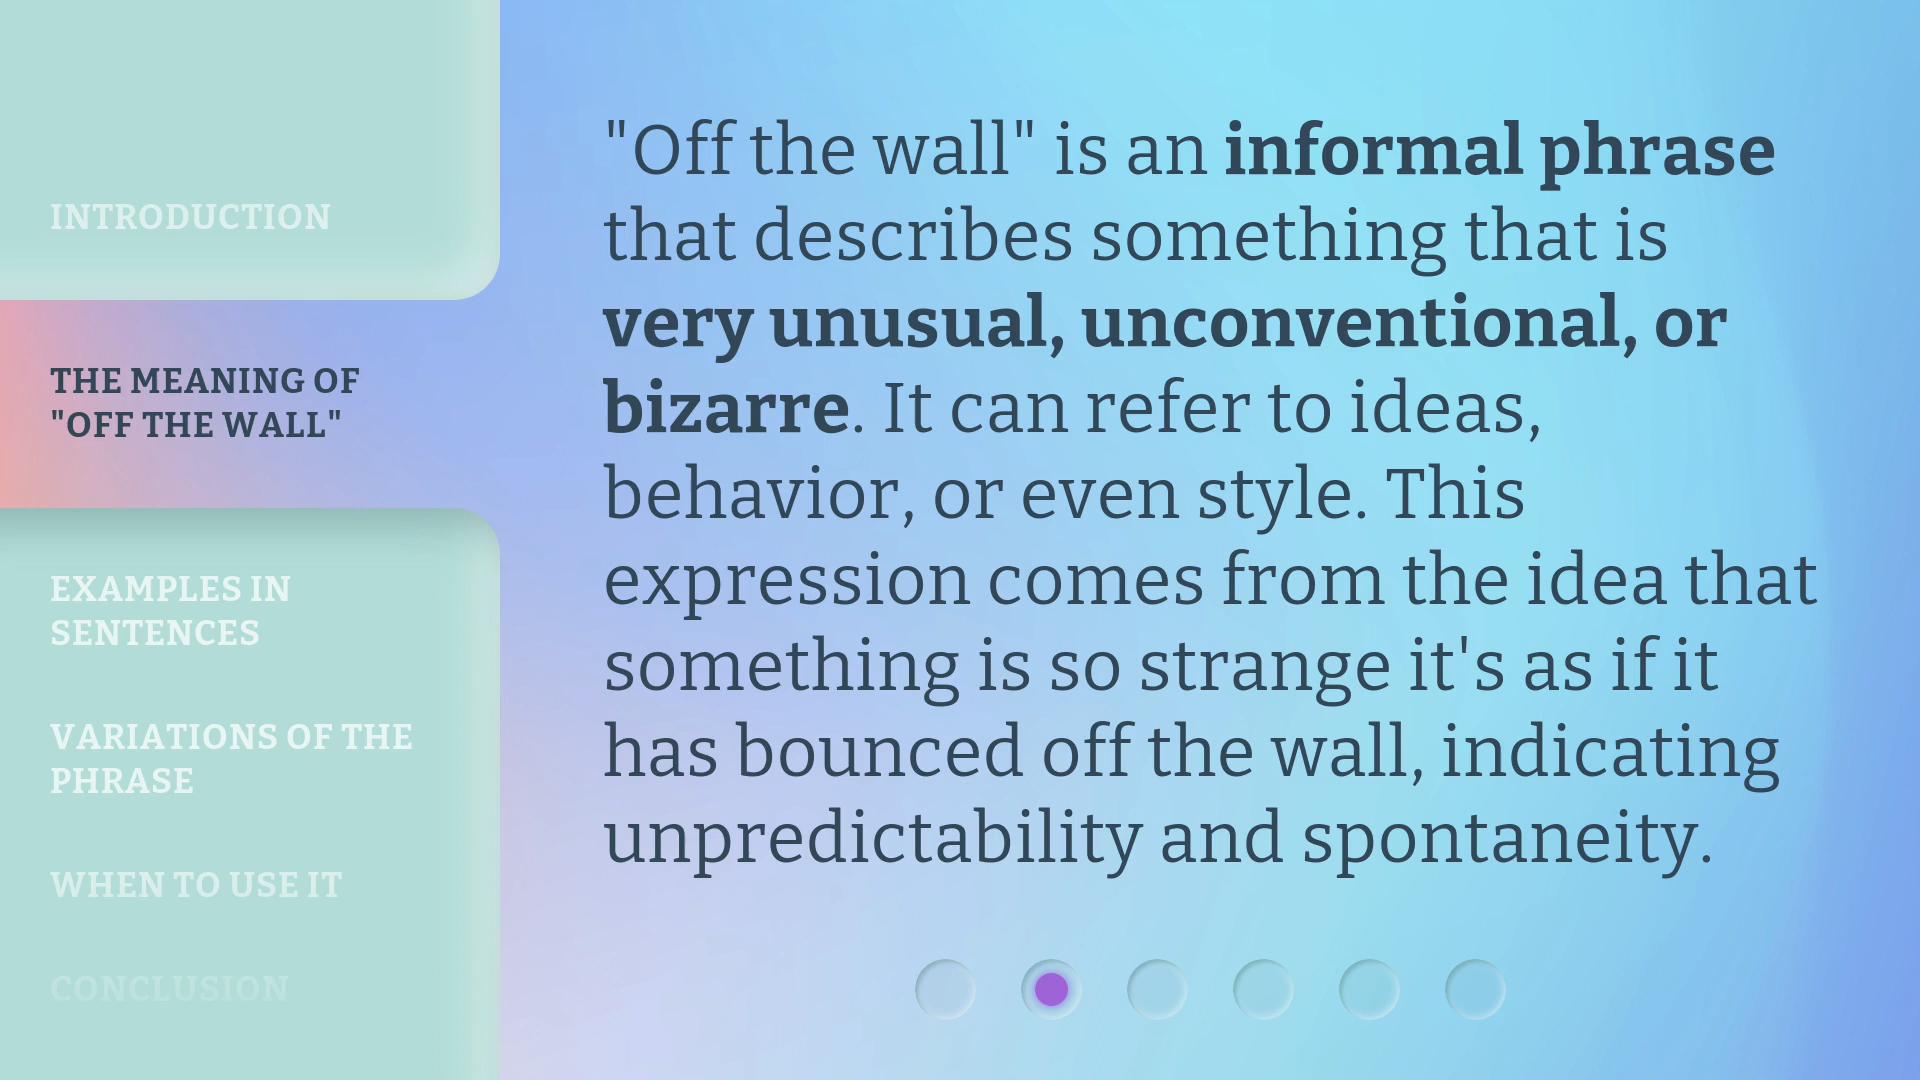 INTRODUCTION
THE MEANING OF
"OFF THE WALL"
EXAMPLES IN
SENTENCES
VARIATIONS OF THE
PHRASE
WHEN TO USE IT
CONCLUSION
"Off the wall" is an informal phrase
that describes something that is
very unusual, unconventional, or
bizarre. It can refer to ideas,
behavior, or even style. This
expression comes from the idea that
something is so strange it's as if it
has bounced off the wall, indicating
unpredictability and spontaneity.